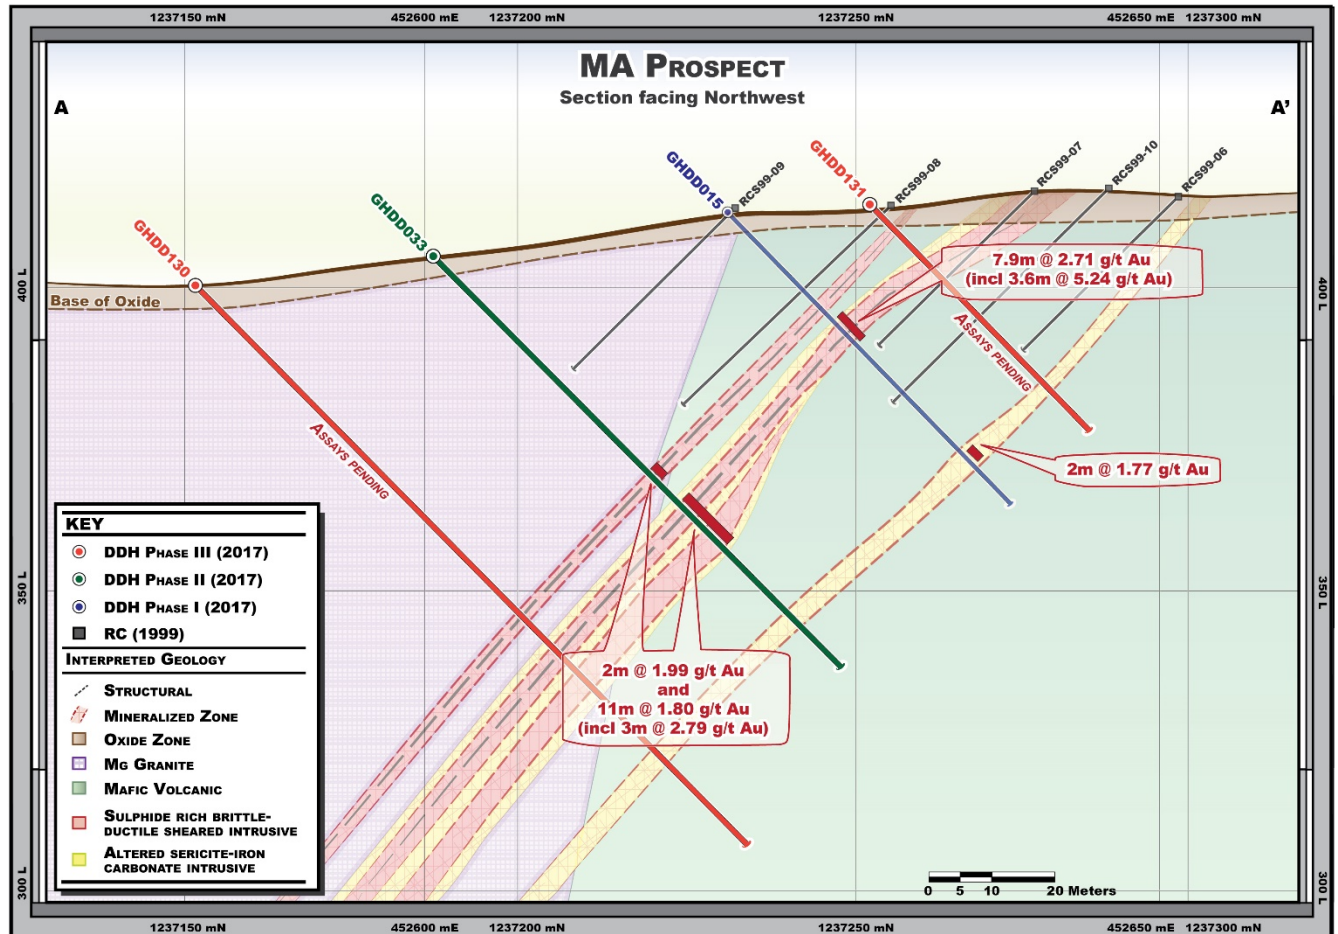 1237150 mN
452600 mE
1237200 mN
1237250 mN
452650 mE
1237300 mN
MA Prospect
Section facing Northwest
A
A'
RCS99-09
RCS99-08
RCS99-07
RCS99-10
RCS99-06
GHDD130
GHDD033
GHDD015
GHDD131
400 L
Base of Oxide
400 L
7.9m @ 2.71 g/t Au
(incl 3.6m @ 5.24 g/t Au)
Assays pending
Assays pending
2m @ 1.77 g/t Au
350 L
350 L
2m @ 1.99 g/t Au
and
11m @ 1.80 g/t Au
(incl 3m @ 2.79 g/t Au)
KEY
DDH Phase III (2017)
DDH Phase II (2017)
DDH Phase I (2017)
RC (1999)
Interpreted Geology
Structural
Mineralized Zone
Oxide Zone
Mg Granite
Mafic Volcanic
Sulphide rich brittle-
ductile sheared intrusive
Altered sericite-iron
carbonate intrusive
300 L
300 L
0 5 10 20 Meters
1237150 mN
452600 mE
1237200 mN
1237250 mN
452650 mE
1237300 mN